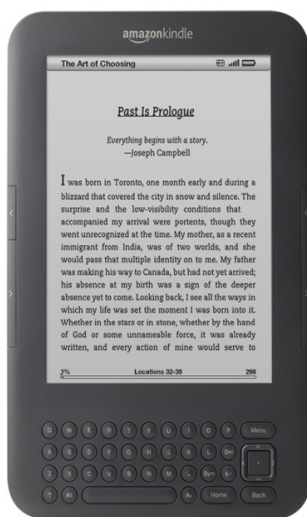 amazonkindle
The Art of Choosing
Past Is Prologue
Everything begins with a story.
—Joseph Campbell
I was born in Toronto, one month early and during a
blizzard that covered the city in snow and silence. The
surprise and the low-visibility conditions that
accompanied my arrival were portents, though they
went unrecognized at the time. My mother, as a recent
immigrant from India, was of two worlds, and she
would pass that multiple identity on to me. My father
was making his way to Canada, but had not yet arrived;
his absence at my birth was a sign of the deeper
absence yet to come. Looking back, I see all the ways in
which my life was set the moment I was born into it.
Whether in the stars or in stone, whether by the hand
of God or some unnameable force, it was already
written, and every action of mine would serve to
1% Locations 32-39 298
Q W E R T Y U I O P Menu
A S D F G H J K L Del
Z X C V B N M . Sym
Alt Aa Home Back